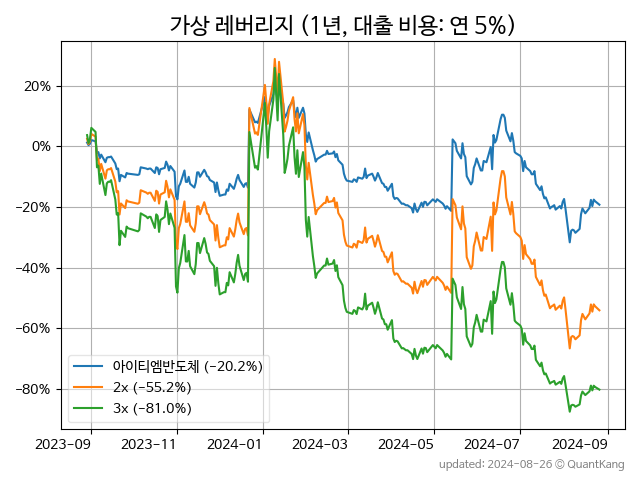 가상 레버리지 (1년, 대출 비용: 연 5%)
20%
0%
−20%
−40%
−60%
−80%
아이티엠반도체 (−20.2%)
2x (−55.2%)
3x (−81.0%)
2023-09 2023-11 2024-01 2024-03 2024-05 2024-07 2024-09
updated: 2024-08-26 © QuantKang